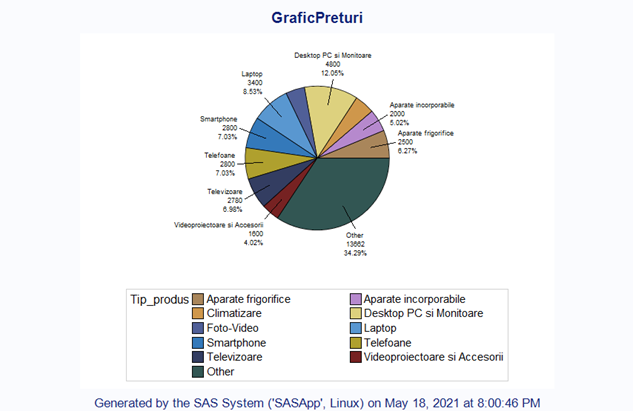 GraficPreturi
Desktop PC si Monitoare
4800
12.05%
Laptop
3400
8.53%
Aparate incorporabile
2000
5.02%
Smartphone
2800
7.03%
Aparate frigorifice
2500
6.27%
Telefoane
2800
7.03%
Televizoare
2780
6.98%
Videoproiectoare si Accesorii
1600
4.02%
Other
13662
34.29%
Tip_produs
Aparate frigorifice
Aparate incorporabile
Climatizare
Desktop PC si Monitoare
Foto-Video
Laptop
Smartphone
Telefoane
Televizoare
Videoproiectoare si Accesorii
Other
Generated by the SAS System ('SASApp', Linux) on May 18, 2021 at 8:00:46 PM